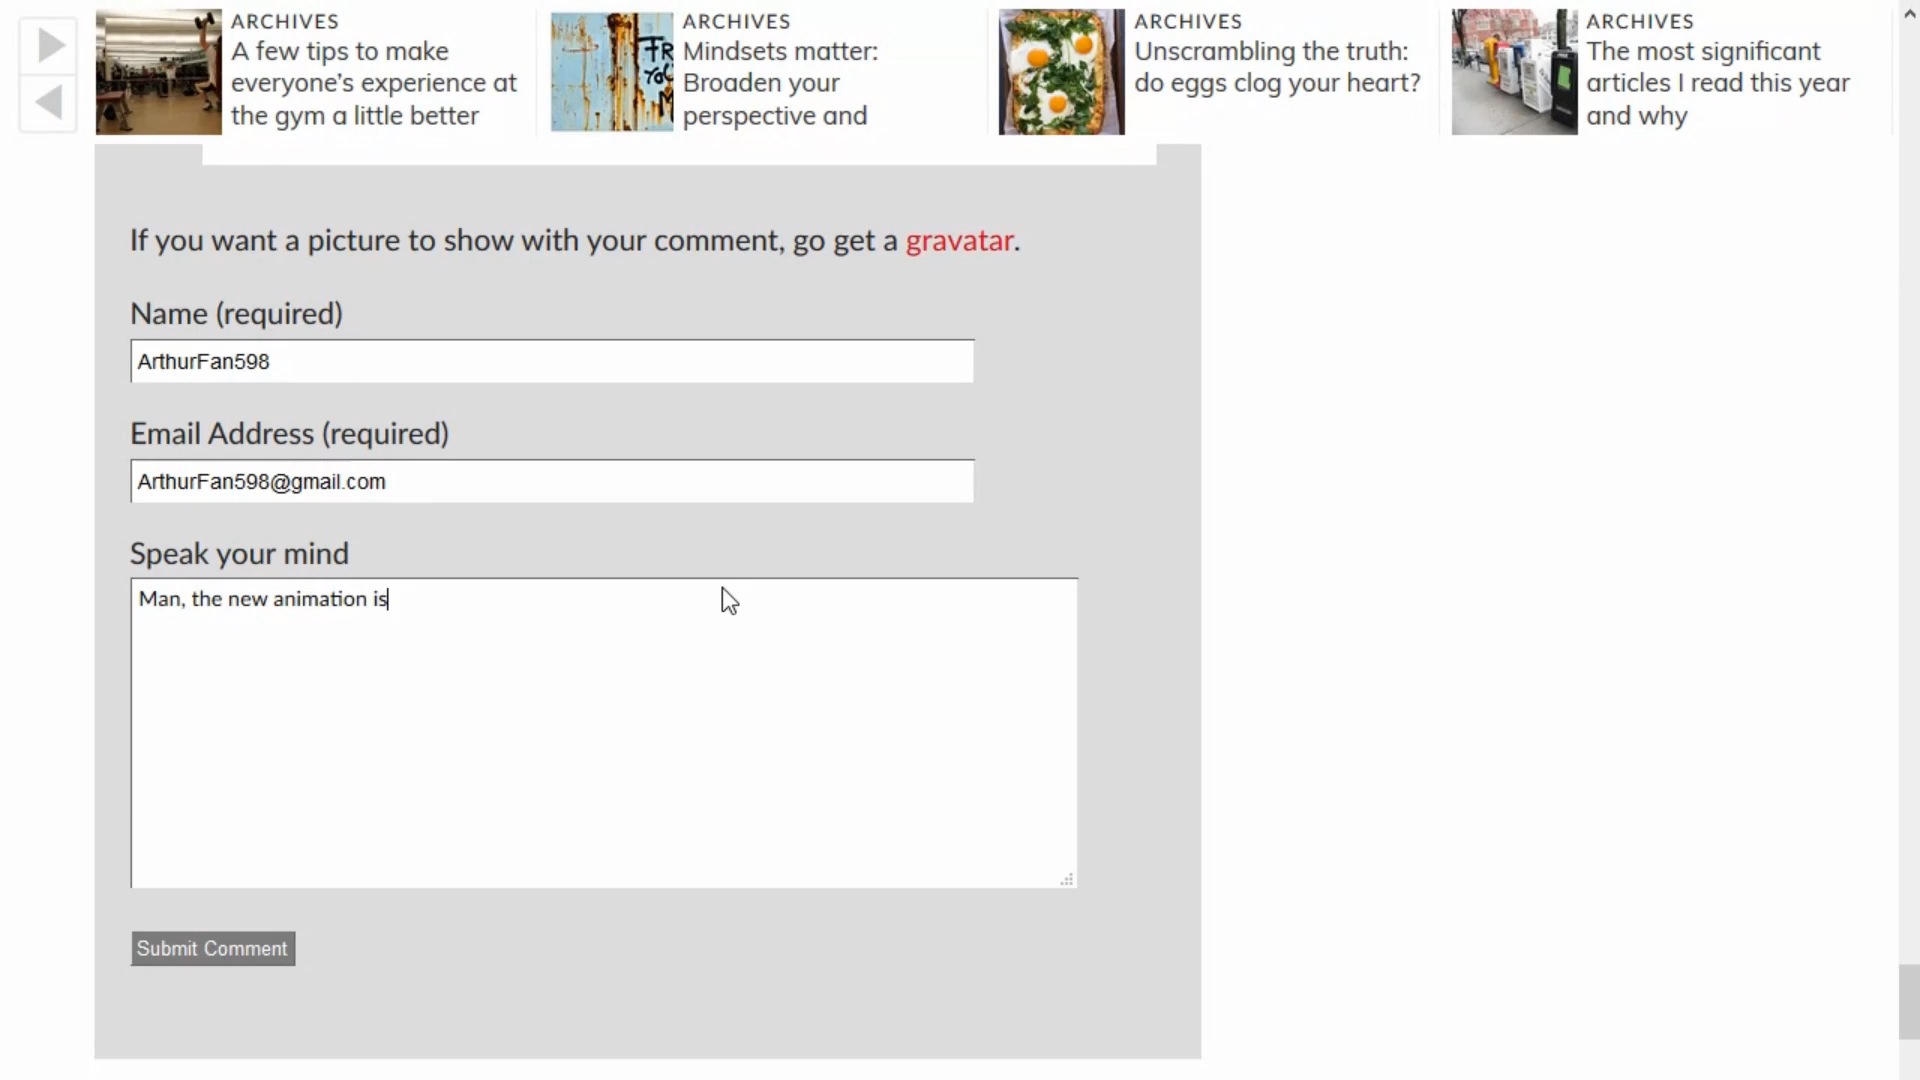 ARCHIVES
A few tips to make
everyone's experience at
the gym a little better
ARCHIVES
Mindsets matter:
Broaden your
perspective and
ARCHIVES
Unscrambling the truth:
do eggs clog your heart?
ARCHIVES
The most significant
articles I read this year
and why
If you want a picture to show with your comment, go get a gravatar.
Name (required)
ArthurFan598
Email Address (required)
ArthurFan598@gmail.com
Speak your mind
Man, the new animation is
Submit Comment